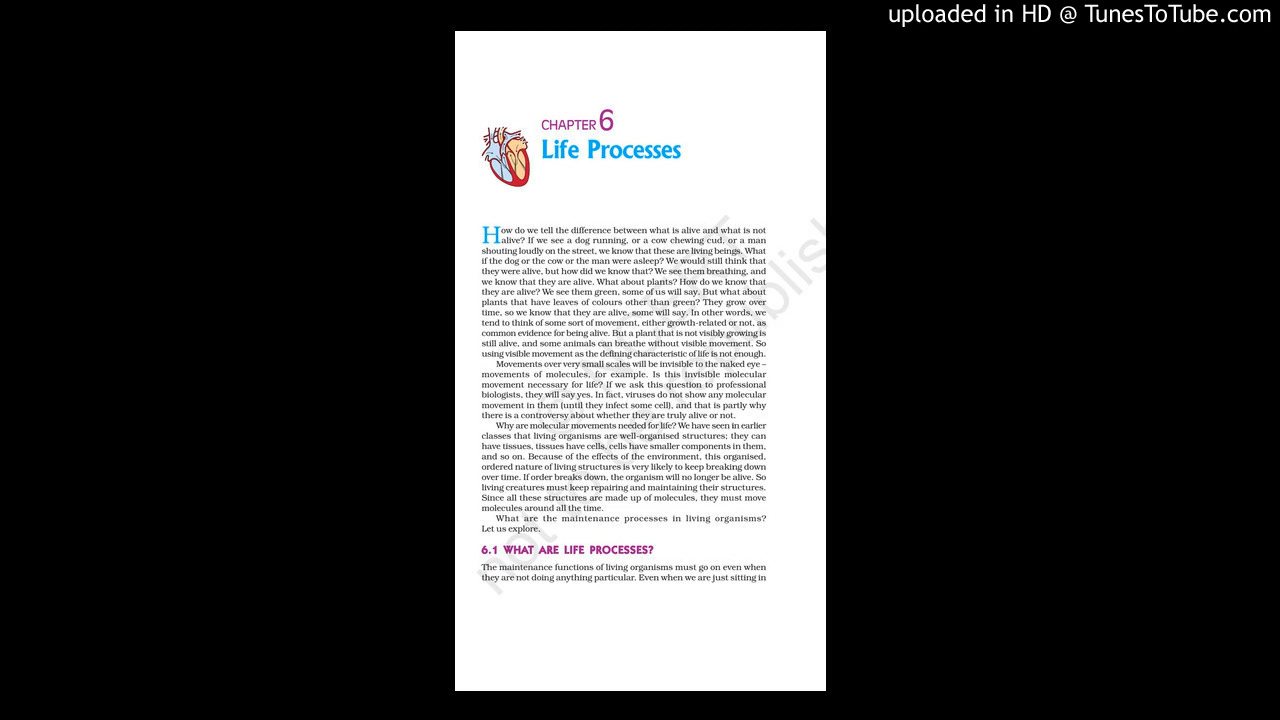 uploaded in HD @ TunesToTube.com
CHAPTER 6
Life Processes
How do we tell the difference between what is alive and what is not
alive? If we see a dog running, or a cow chewing cud, or a man
shouting loudly on the street, we know that these are living beings. What
if the dog or the cow or the man were asleep? We would still think that
they were alive, but how did we know that? We see them breathing, and
we know that they are alive. What about plants? How do we know that
they are alive? We see them green, some of us will say. But what about
plants that have leaves of colours other than green? They grow over
time, so we know that they are alive, some will say. In other words, we
tend to think of some sort of movement, either growth-related or not, as
common evidence for being alive. But a plant that is not visibly growing is
still alive, and some animals can breathe without visible movement. So
using visible movement as the defining characteristic of life is not enough.
Movements over very small scales will be invisible to the naked eye –
movements of molecules, for example. Is this invisible molecular
movement necessary for life? If we ask this question to professional
biologists, they will say yes. In fact, viruses do not show any molecular
movement in them (until they infect some cell), and that is partly why
there is a controversy about whether they are truly alive or not.
Why are molecular movements needed for life? We have seen in earlier
classes that living organisms are well-organised structures; they can
have tissues, tissues have cells, cells have smaller components in them,
and so on. Because of the effects of the environment, this organised,
ordered nature of living structures is very likely to keep breaking down
over time. If order breaks down, the organism will no longer be alive. So
living creatures must keep repairing and maintaining their structures.
Since all these structures are made up of molecules, they must move
molecules around all the time.
What are the maintenance processes in living organisms?
Let us explore.
6.1 WHAT ARE LIFE PROCESSES?
The maintenance functions of living organisms must go on even when
they are not doing anything particular. Even when we are just sitting in